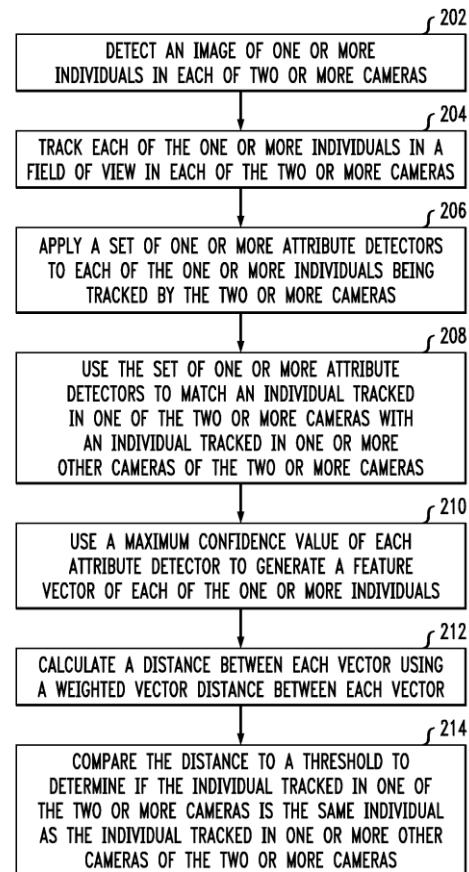 202
DETECT AN IMAGE OF ONE OR MORE
INDIVIDUALS IN EACH OF TWO OR MORE CAMERAS
204
TRACK EACH OF THE ONE OR MORE INDIVIDUALS IN A
FIELD OF VIEW IN EACH OF THE TWO OR MORE CAMERAS
206
APPLY A SET OF ONE OR MORE ATTRIBUTE DETECTORS
TO EACH OF THE ONE OR MORE INDIVIDUALS BEING
TRACKED BY THE TWO OR MORE CAMERAS
208
USE THE SET OF ONE OR MORE ATTRIBUTE
DETECTORS TO MATCH AN INDIVIDUAL TRACKED
IN ONE OF THE TWO OR MORE CAMERAS WITH
AN INDIVIDUAL TRACKED IN ONE OR MORE
OTHER CAMERAS OF THE TWO OR MORE CAMERAS
210
USE A MAXIMUM CONFIDENCE VALUE OF EACH
ATTRIBUTE DETECTOR TO GENERATE A FEATURE
VECTOR OF EACH OF THE ONE OR MORE INDIVIDUALS
212
CALCULATE A DISTANCE BETWEEN EACH VECTOR USING
A WEIGHTED VECTOR DISTANCE BETWEEN EACH VECTOR
214
COMPARE THE DISTANCE TO A THRESHOLD TO
DETERMINE IF THE INDIVIDUAL TRACKED IN ONE OF
THE TWO OR MORE CAMERAS IS THE SAME INDIVIDUAL
AS THE INDIVIDUAL TRACKED IN ONE OR MORE OTHER
CAMERAS OF THE TWO OR MORE CAMERAS